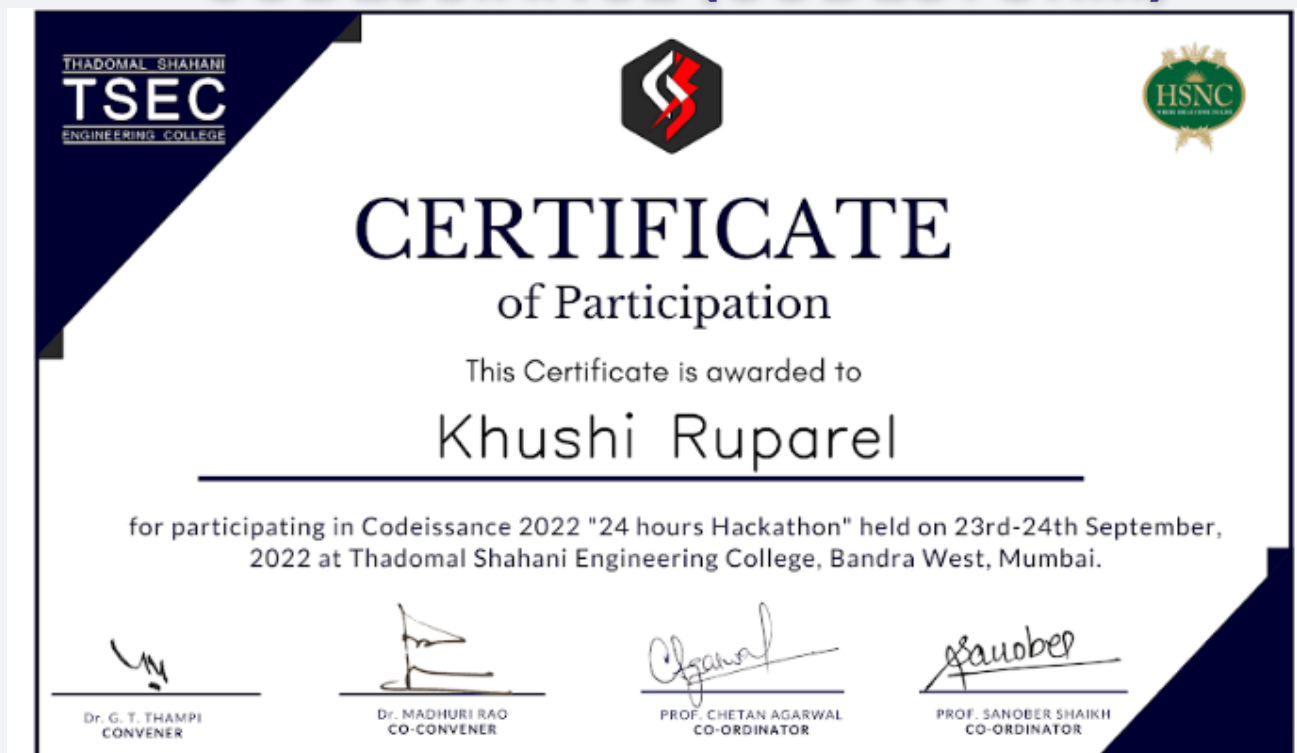 THADOMAL SHAHANI
TSEC
ENGINEERING COLLEGE
HSNC
CERTIFICATE
of Participation
This Certificate is awarded to
Khushi Ruparel
for participating in Codeissance 2022 "24 hours Hackathon" held on 23rd-24th September,
2022 at Thadomal Shahani Engineering College, Bandra West, Mumbai.
Agarwal
Sanober
Dr. G. T. THAMPI
CONVENER
Dr. MADHURI RAO
CO-CONVENER
PROF. CHETAN AGARWAL
CO-ORDINATOR
PROF. SANOBER SHAIKH
CO-ORDINATOR